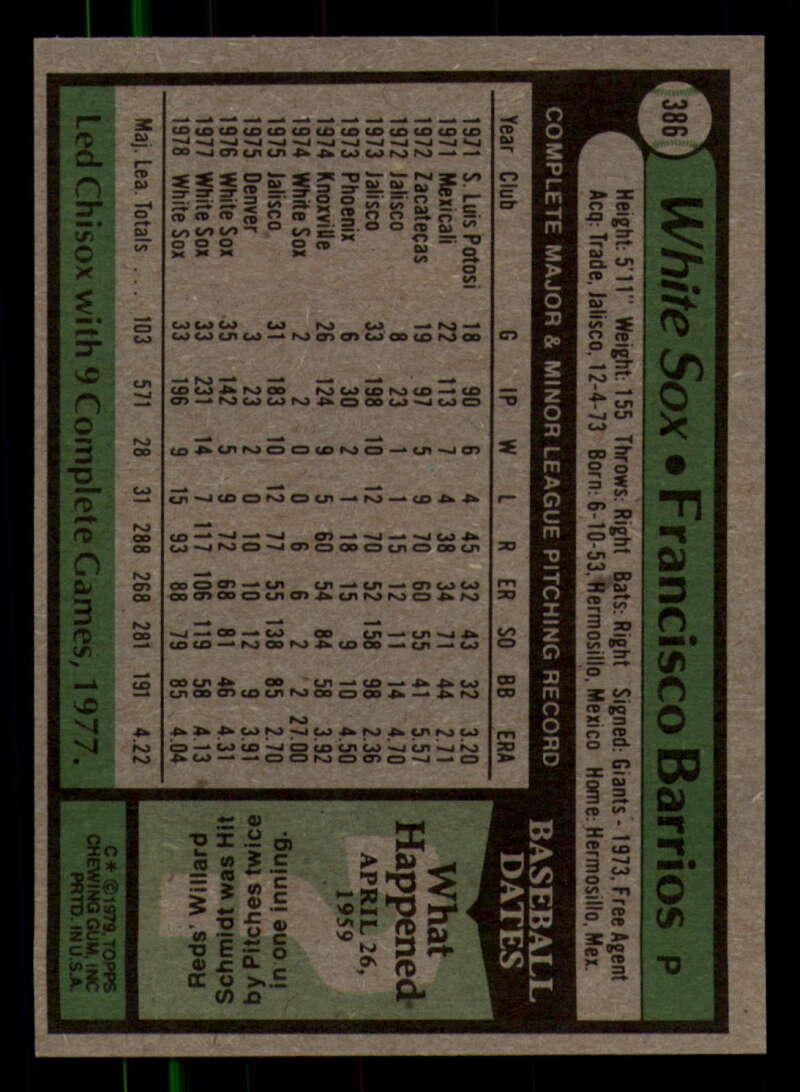 386
White Sox • Francisco Barrios P
Height: 5'11" Weight: 155 Throws: Right Bats: Right Signed: Giants - 1973, Free Agent
Acq: Trade, Jalisco, 12-4-73 Born: 6-10-53, Hermosillo, Mexico Home: Hermosillo, Mex.
COMPLETE MAJOR & MINOR LEAGUE PITCHING RECORD
Year Club G IP W L R ER SO BB ERA
1971 S. Luis Potosi 18 90 6 4 45 32 43 32 3.20
1971 Mexicali 22 113 7 4 38 34 71 44 2.71
1972 Zacatecas 19 97 5 9 70 60 55 41 5.57
1972 Jalisco 8 23 1 1 15 12 11 14 4.70
1973 Jalisco 33 198 10 12 70 52 158 98 2.36
1973 Phoenix 6 30 2 1 18 15 9 10 4.50
1974 Knoxville 26 124 9 5 60 54 84 58 3.92
1974 White Sox 2 2 0 0 6 6 2 2 27.00
1975 Jalisco 31 183 10 12 77 55 138 85 2.70
1975 Denver 3 23 2 0 10 10 12 9 3.91
1976 White Sox 35 142 5 9 72 68 81 46 4.31
1977 White Sox 33 231 14 7 117 106 119 58 4.13
1978 White Sox 33 196 9 15 93 88 79 85 4.04
Maj. Lea. Totals .... 103 571 28 31 288 268 281 191 4.22
Led Chisox with 9 Complete Games, 1977.
BASEBALL
DATES
What
Happened
APRIL 26,
1959
Reds' Willard
Schmidt was Hit
by Pitches twice
in one inning.
C* ©1979, TOPPS
CHEWING GUM, INC
PRTD. IN U.S.A.